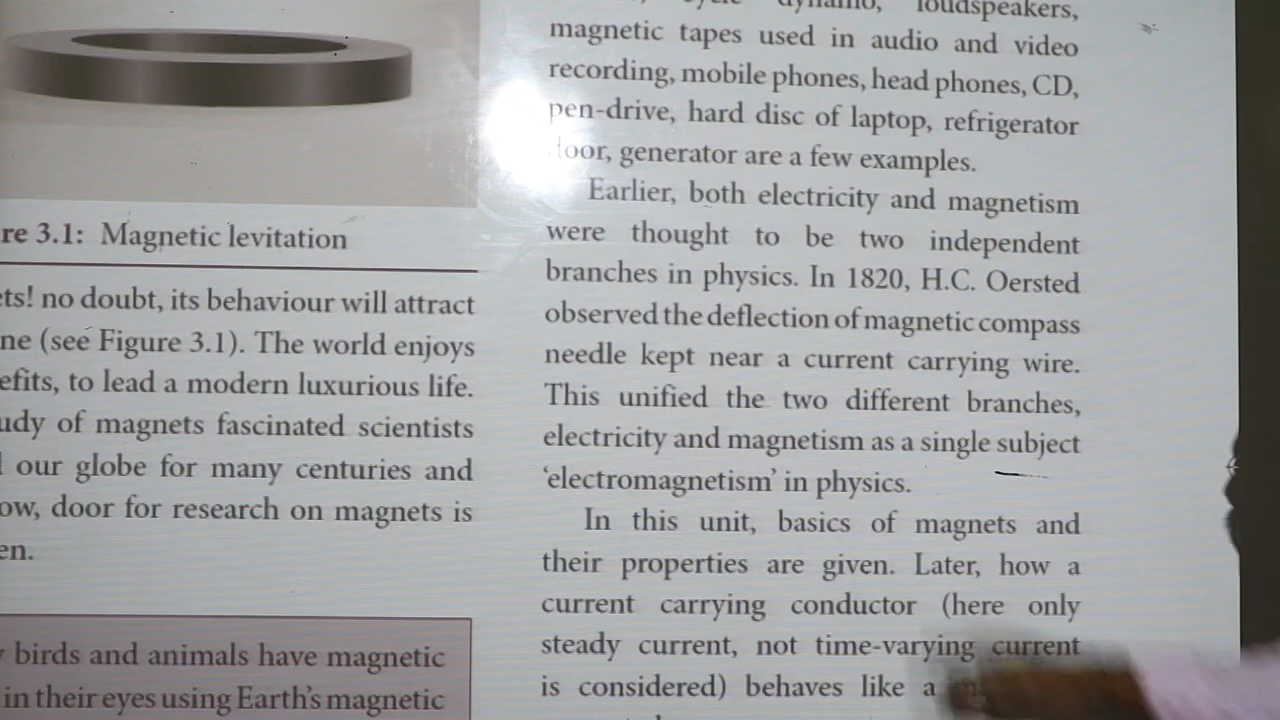 re 3.1: Magnetic levitation
ets! no doubt, its behaviour will attract
ne (see Figure 3.1). The world enjoys
efits, to lead a modern luxurious life.
udy of magnets fascinated scientists
our globe for many centuries and
ow, door for research on magnets is
en.
birds and animals have magnetic
in their eyes using Earth's magnetic
dynamo, loudspeakers,
magnetic tapes used in audio and video
recording, mobile phones, head phones, CD,
pen-drive, hard disc of laptop, refrigerator
door, generator are a few examples.
Earlier, both electricity and magnetism
were thought to be two independent
branches in physics. In 1820, H.C. Oersted
observed the deflection of magnetic compass
needle kept near a current carrying wire.
This unified the two different branches,
electricity and magnetism as a single subject
‘electromagnetism’ in physics.
In this unit, basics of magnets and
their properties are given. Later, how a
current carrying conductor (here only
steady current, not time-varying current
is considered) behaves like a